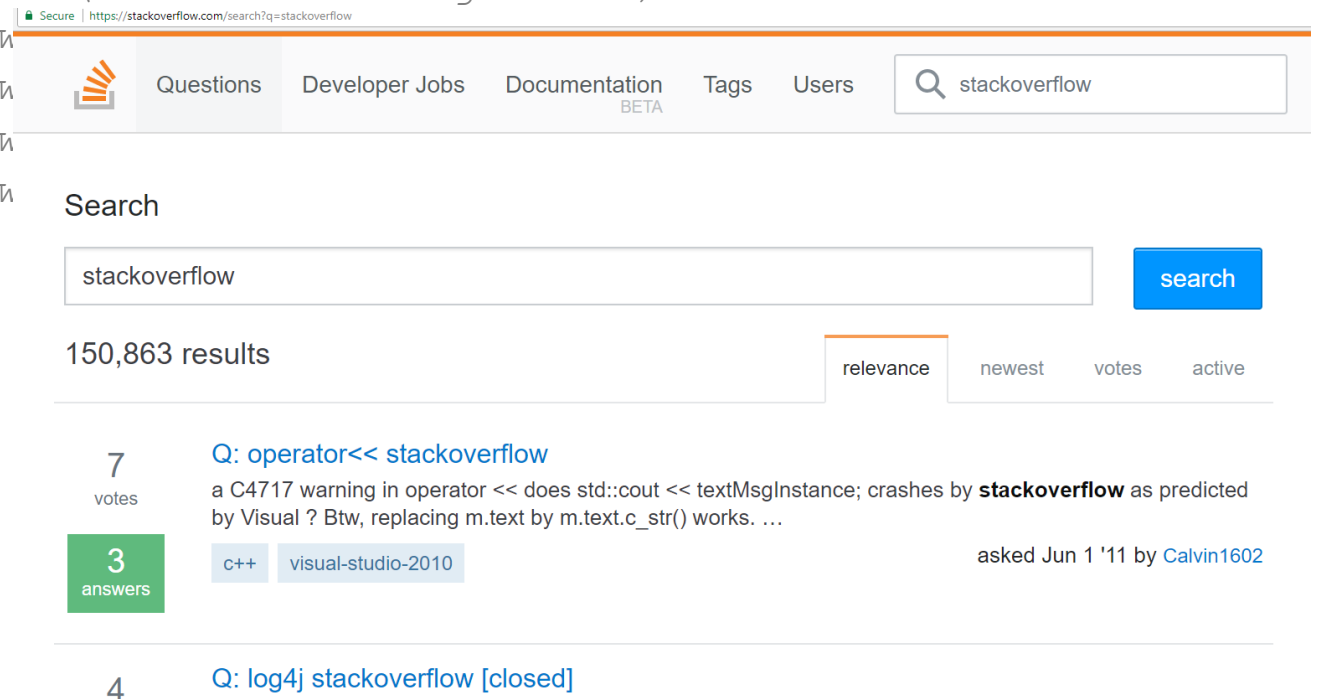 Secure | https://stackoverflow.com/search?q=stackoverflow
Questions Developer Jobs Documentation BETA Tags Users stackoverflow
Search
stackoverflow search
150,863 results relevance newest votes active
7 votes
Q: operator<< stackoverflow
a C4717 warning in operator << does std::cout << textMsgInstance; crashes by stackoverflow as predicted
by Visual ? Btw, replacing m.text by m.text.c_str() works. …
3 answers
c++ visual-studio-2010
asked Jun 1 '11 by Calvin1602
4
Q: log4j stackoverflow [closed]